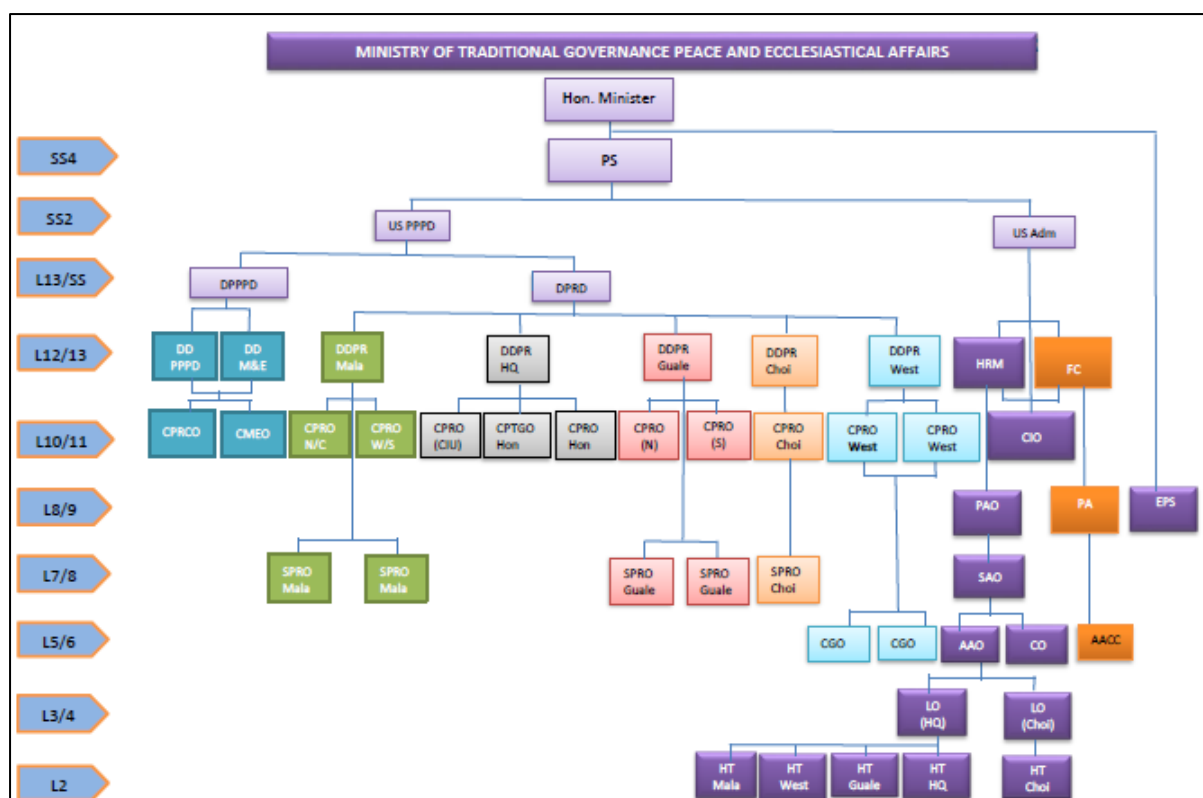 MINISTRY OF TRADITIONAL GOVERNANCE PEACE AND ECCLESIASTICAL AFFAIRS
Hon. Minister
SS4
PS
SS2
US PPPD
US Adm
L13/SS
DPPPD
DPRD
L12/13
DD
PPPD
DD
M&E
DDPR
Mala
DDPR
HQ
DDPR
Guale
DDPR
Choi
DDPR
West
HRM
FC
L10/11
CPRCO
CMEO
CPRO
N/C
CPRO
W/S
CPRO
(CIU)
CPTGO
Hon
CPRO
Hon
CPRO
(N)
CPRO
(S)
CPRO
Choi
CPRO
West
CPRO
West
CIO
L8/9
PAO
PA
EPS
L7/8
SPRO
Mala
SPRO
Mala
SPRO
Guale
SPRO
Guale
SPRO
Choi
SAO
L5/6
CGO
CGO
AAO
CO
AACC
L3/4
LO
(HQ)
LO
(Choi)
L2
HT
Mala
HT
West
HT
Guale
HT
HQ
HT
Choi